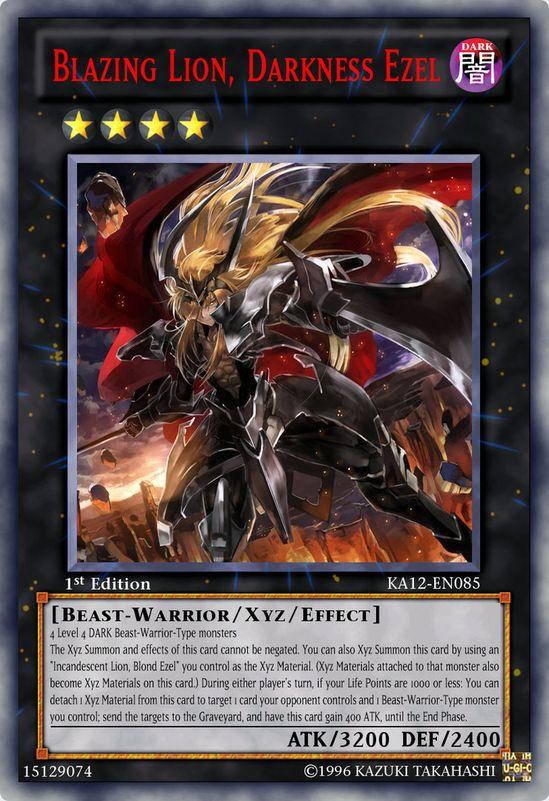 BLAZING LION, DARKNESS EZEL
DARK
闇
1st Edition
KA12-EN085
[BEAST-WARRIOR/XYZ/EFFECT]
4 Level 4 DARK Beast-Warrior-Type monsters
The Xyz Summon and effects of this card cannot be negated. You can also Xyz Summon this card by using an
"Incandescent Lion, Blond Ezel" you control as the Xyz Material. (Xyz Materials attached to that monster also
become Xyz Materials on this card.) During either player's turn, if your Life Points are 1000 or less: You can
detach 1 Xyz Material from this card to target 1 card your opponent controls and 1 Beast-Warrior-Type monster
you control; send the targets to the Graveyard, and have this card gain 400 ATK, until the End Phase.
ATK/3200 DEF/2400
15129074
©1996 KAZUKI TAKAHASHI